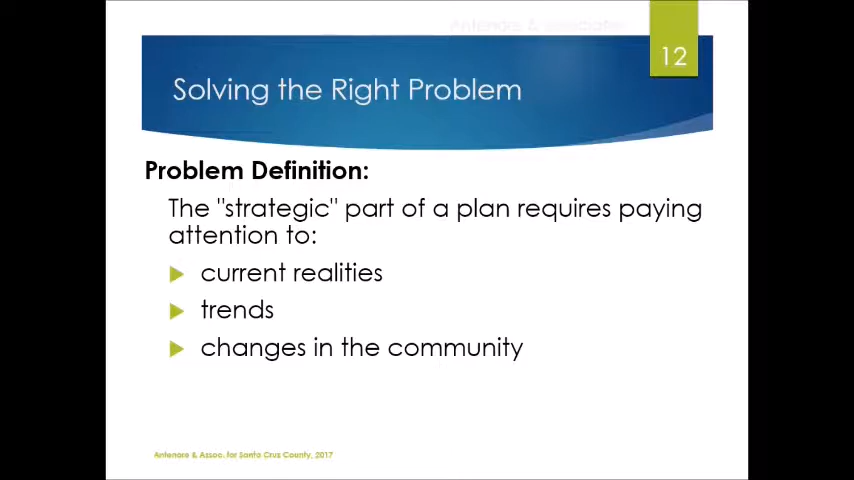 12
Solving the Right Problem
Problem Definition:
The "strategic" part of a plan requires paying
attention to:
current realities
trends
changes in the community
Antenore & Assoc. for Santa Cruz County, 2017